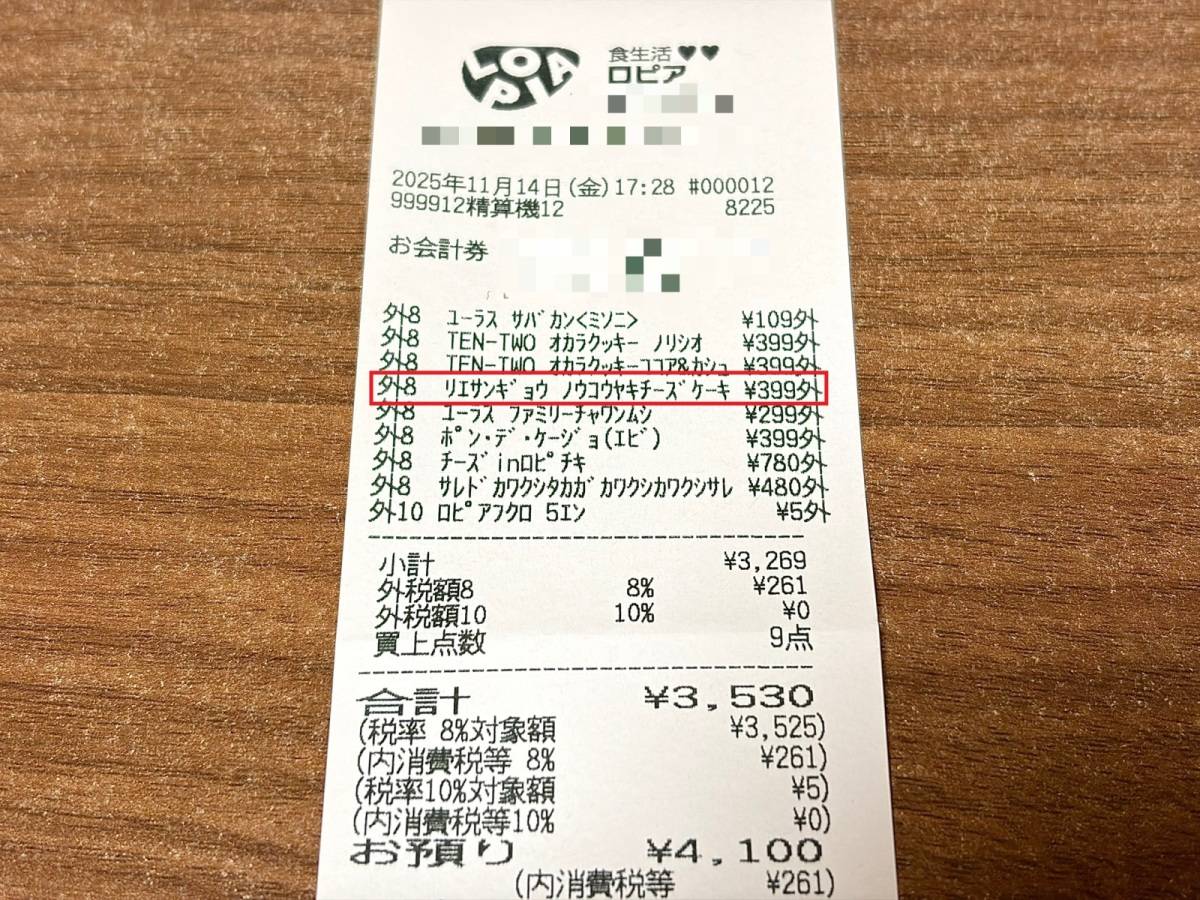 LOPIA 食生活♥♥
ロピア
2025年11月14日(金)17:28 #000012
999912精算機12 8225
お会計券
外8 ユーラス サバカン<ミソニ> ¥109外
外8 TEN-TWO オカラクッキー ノリシオ ¥399外
外8 TEN-TWO オカラクッキーココア&カシュ ¥399外
外8 リエサンギョウ ノウコウヤキチーズケーキ ¥399外
外8 ユーラス ファミリーチャワンムシ ¥299外
外8 ポン・デ・ケージョ(エビ) ¥399外
外8 チーズinロピチキ ¥780外
外8 サレドカワクシタカガカワクシカワクシサレ ¥480外
外10 ロピアフクロ 5エン ¥5外
小計 ¥3,269
外税額8 8% ¥261
外税額10 10% ¥0
買上点数 9点
合計 ¥3,530
(税率 8%対象額 ¥3,525)
(内消費税等 8% ¥261)
(税率10%対象額 ¥5)
(内消費税等10% ¥0)
お預り ¥4,100
(内消費税等 ¥261)